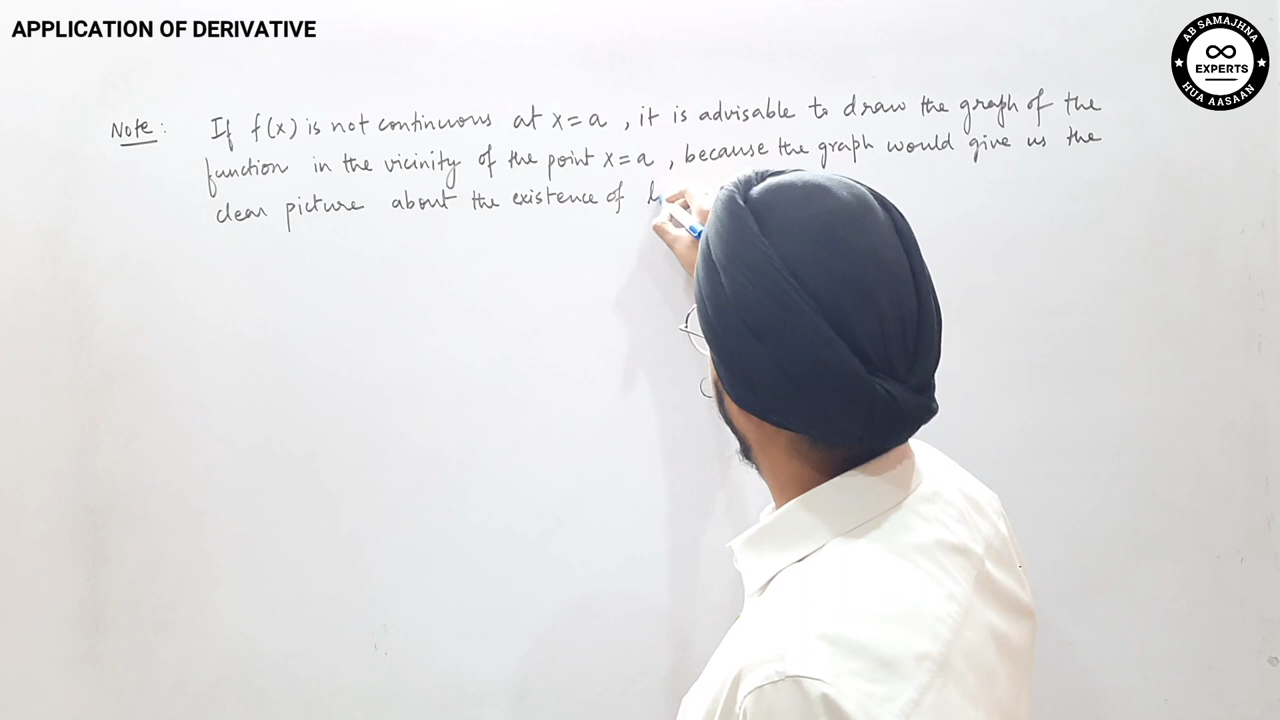 APPLICATION OF DERIVATIVE
AB SAMAJHNA
EXPERTS
HUA AASAAN
Note : If f(x) is not continuous at x = a , it is advisable to draw the graph of the
function in the vicinity of the point x = a , because the graph would give us the
clear picture about the existence of